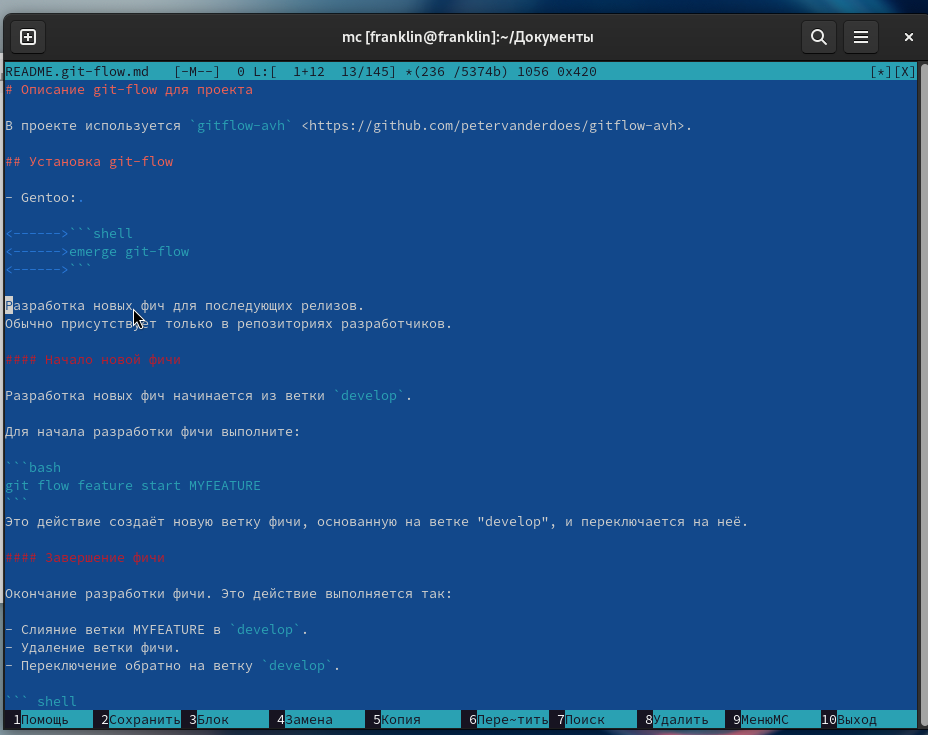 mc [franklin@franklin]:~/Документы
README.git-flow.md   [-M--]  0 L:[  1+12  13/145] *(236 /5374b) 1056 0x420   [*][X]
# Описание git-flow для проекта
В проекте используется `gitflow-avh` <https://github.com/petervanderdoes/gitflow-avh>.
## Установка git-flow
- Gentoo:.
<------>```shell
<------>emerge git-flow
<------>```
Разработка новых фич для последующих релизов.
Обычно присутствует только в репозиториях разработчиков.
#### Начало новой фичи
Разработка новых фич начинается из ветки `develop`.
Для начала разработки фичи выполните:
```bash
git flow feature start MYFEATURE
```
Это действие создаёт новую ветку фичи, основанную на ветке "develop", и переключается на неё.
#### Завершение фичи
Окончание разработки фичи. Это действие выполняется так:
- Слияние ветки MYFEATURE в `develop`.
- Удаление ветки фичи.
- Переключение обратно на ветку `develop`.
``` shell
1Помощь 2Сохранить 3Блок 4Замена 5Копия 6Пере~тить 7Поиск 8Удалить 9МенюMC 10Выход